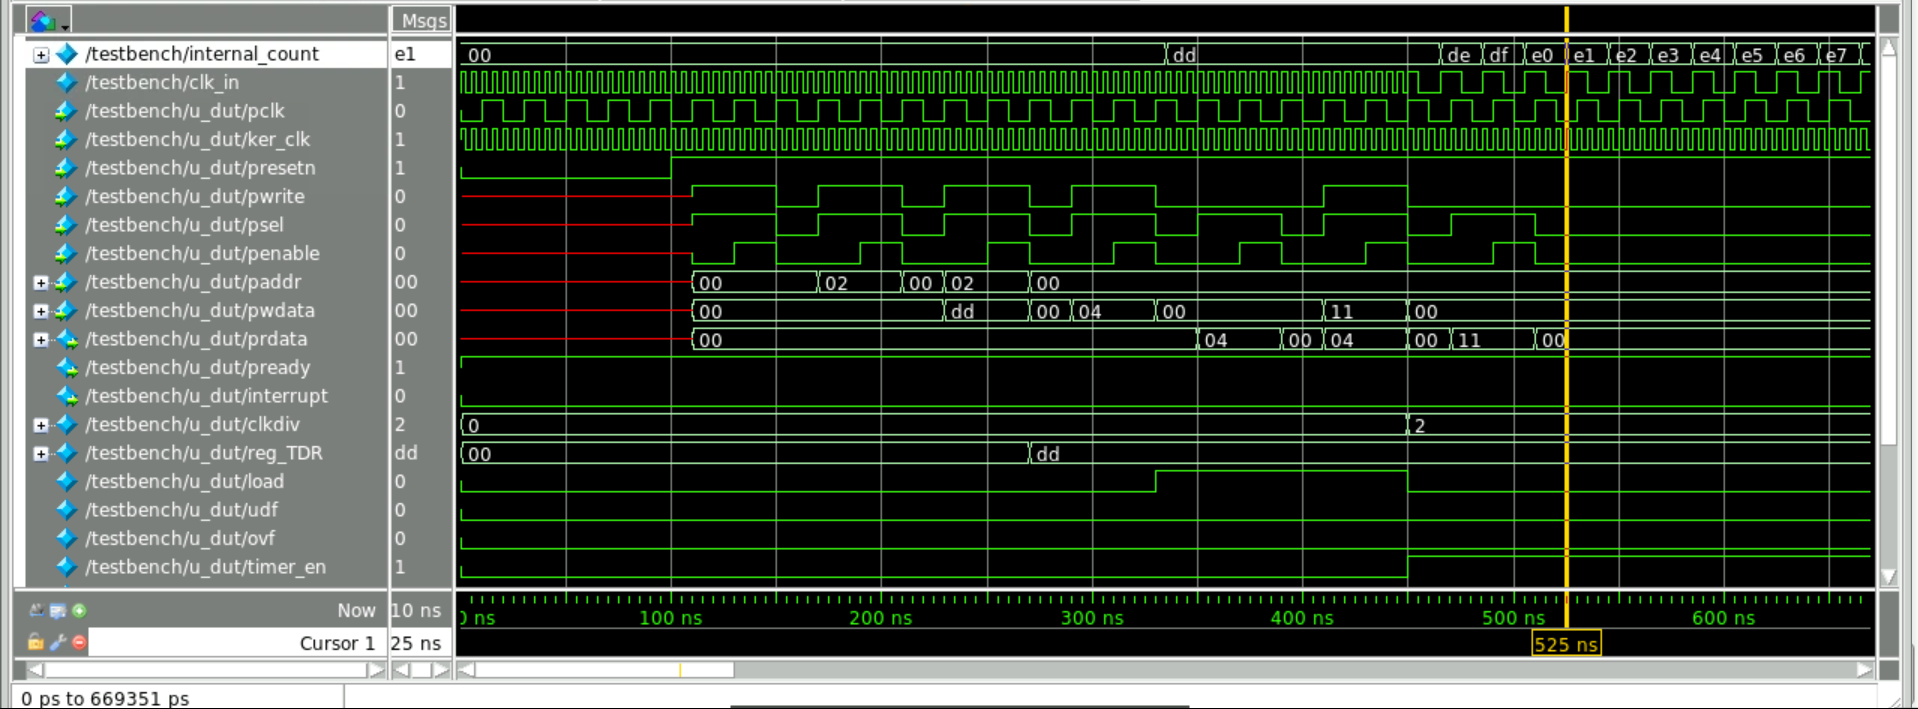 Msgs
/testbench/internal_count e1 00 dd de df e0 e1 e2 e3 e4 e5 e6 e7
/testbench/clk_in 1
/testbench/u_dut/pclk 0
/testbench/u_dut/ker_clk 1
/testbench/u_dut/presetn 1
/testbench/u_dut/pwrite 0
/testbench/u_dut/psel 0
/testbench/u_dut/penable 0
/testbench/u_dut/paddr 00 00 02 00 02 00
/testbench/u_dut/pwdata 00 00 dd 00 04 00 11 00
/testbench/u_dut/prdata 00 00 04 00 04 00 11 00
/testbench/u_dut/pready 1
/testbench/u_dut/interrupt 0
/testbench/u_dut/clkdiv 2 0 2
/testbench/u_dut/reg_TDR dd 00 dd
/testbench/u_dut/load 0
/testbench/u_dut/udf 0
/testbench/u_dut/ovf 0
/testbench/u_dut/timer_en 1
Now 10 ns 0 ns 100 ns 200 ns 300 ns 400 ns 500 ns 600 ns
Cursor 1 25 ns 525 ns
0 ps to 669351 ps